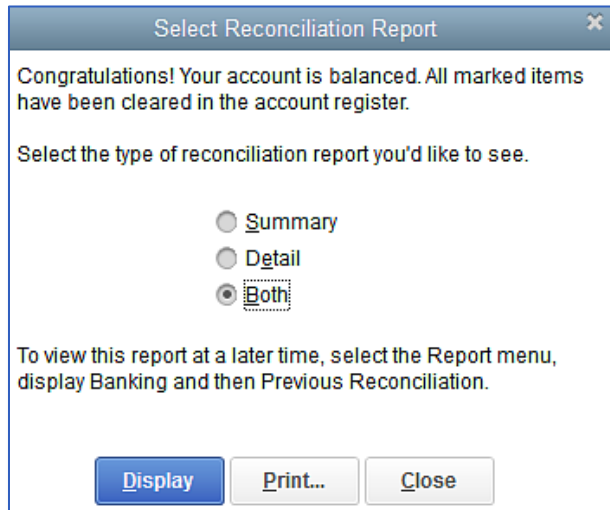 Select Reconciliation Report
Congratulations! Your account is balanced. All marked items
have been cleared in the account register.
Select the type of reconciliation report you'd like to see.
Summary
Detail
Both
To view this report at a later time, select the Report menu,
display Banking and then Previous Reconciliation.
Display Print... Close